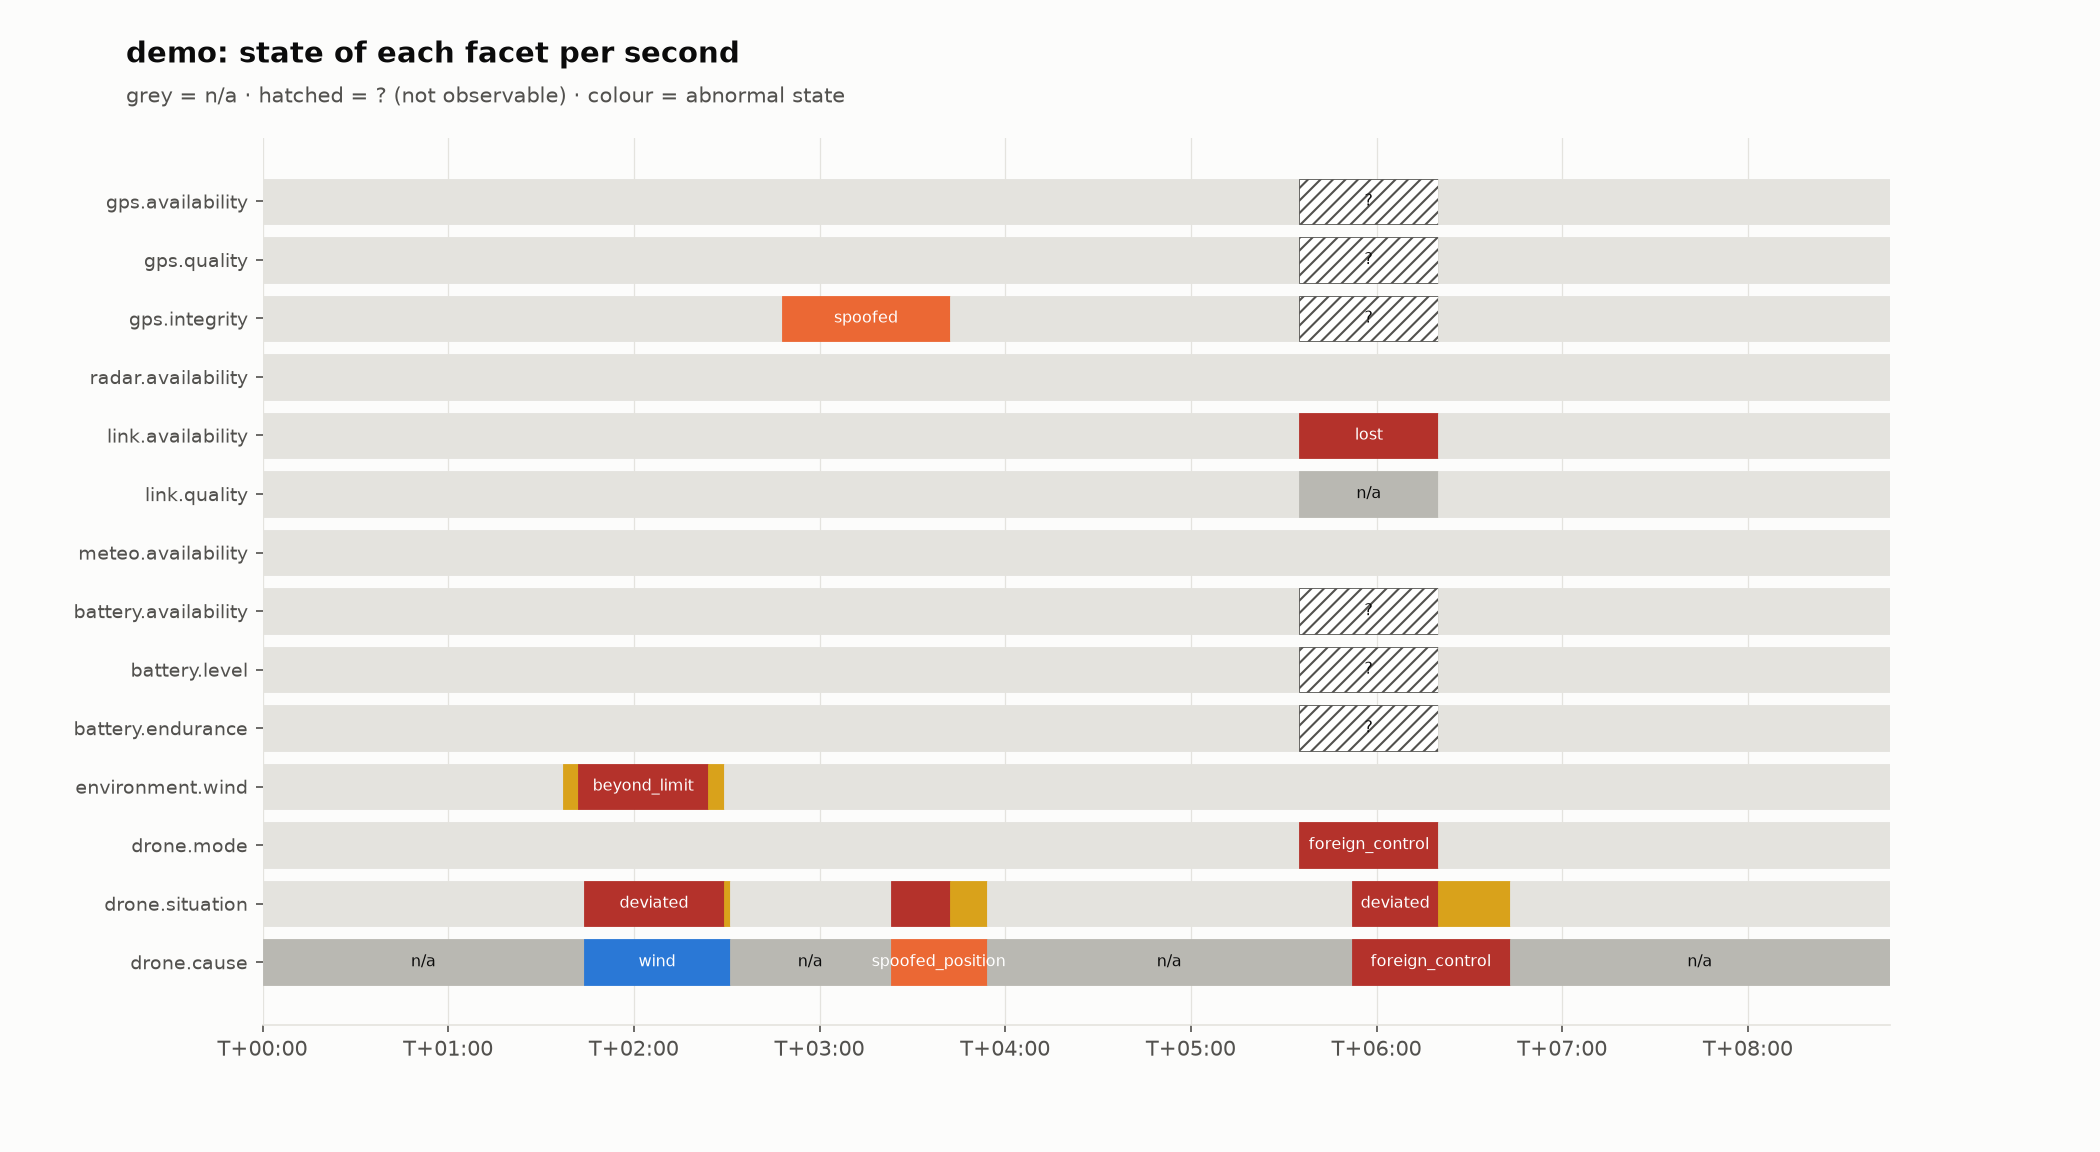 demo: state of each facet per second
grey = n/a · hatched = ? (not observable) · colour = abnormal state
gps.availability ?
gps.quality ?
gps.integrity spoofed ?
radar.availability
link.availability lost
link.quality n/a
meteo.availability
battery.availability ?
battery.level ?
battery.endurance ?
environment.wind beyond_limit
drone.mode foreign_control
drone.situation deviated deviated
drone.cause n/a wind n/a spoofed_position n/a foreign_control n/a
T+00:00 T+01:00 T+02:00 T+03:00 T+04:00 T+05:00 T+06:00 T+07:00 T+08:00